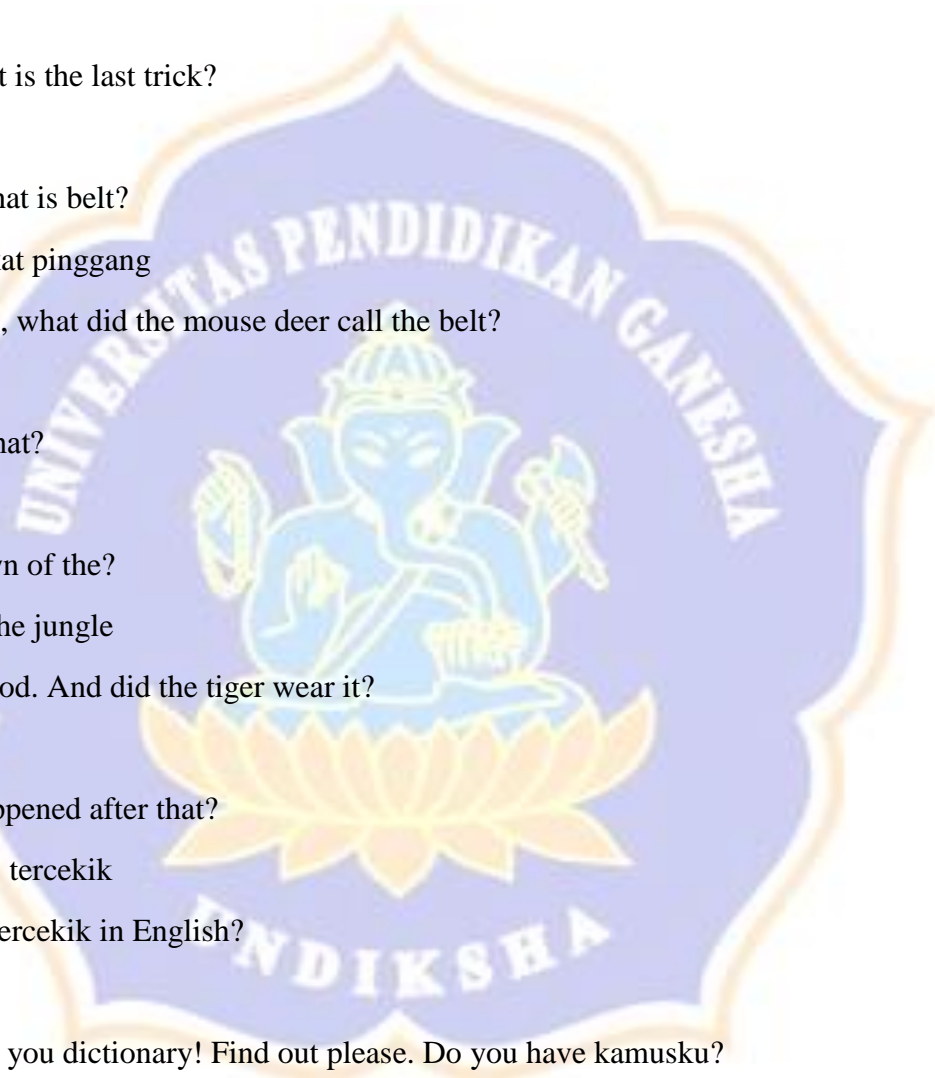 t is the last trick?
hat is belt?
at pinggang
, what did the mouse deer call the belt?
hat?
n of the?
he jungle
od. And did the tiger wear it?
ppened after that?
tercekik
ercekik in English?
you dictionary! Find out please. Do you have kamusku?
UNIVERSITAS PENDIDIKAN GANESHA
UNDIKSHA